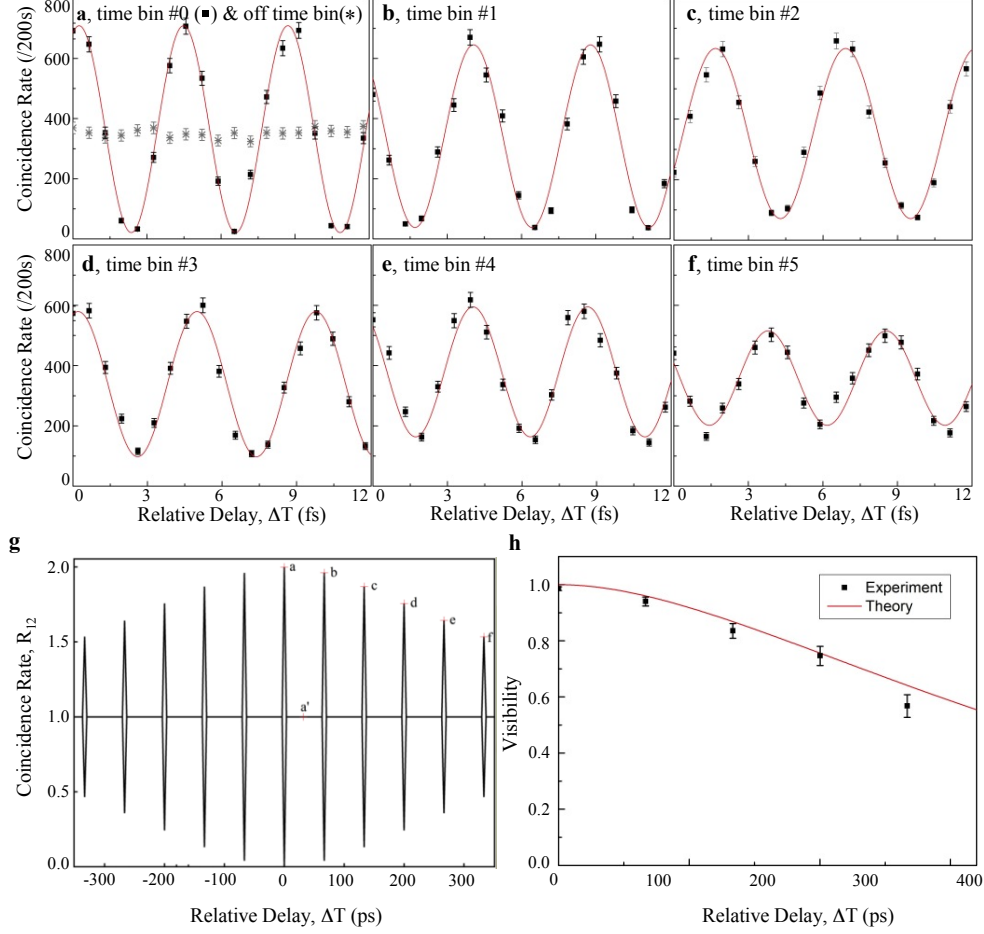 a, time bin #0 (■) & off time bin(*)
b, time bin #1
c, time bin #2
Coincidence Rate (/200s)
800
600
400
200
0
d, time bin #3
e, time bin #4
f, time bin #5
Coincidence Rate (/200s)
800
600
400
200
0
0 3 6 9 12
0 3 6 9 12
0 3 6 9 12
Relative Delay, ΔT (fs)
Relative Delay, ΔT (fs)
Relative Delay, ΔT (fs)
g
Coincidence Rate, R12
2.0
1.5
1.0
0.5
0.0
a
b
c
d
e
f
a'
-300 -200 -100 0 100 200 300
Relative Delay, ΔT (ps)
h
Visibility
1.0
0.8
0.6
0.4
0.2
0.0
Experiment
Theory
0 100 200 300 400
Relative Delay, ΔT (ps)